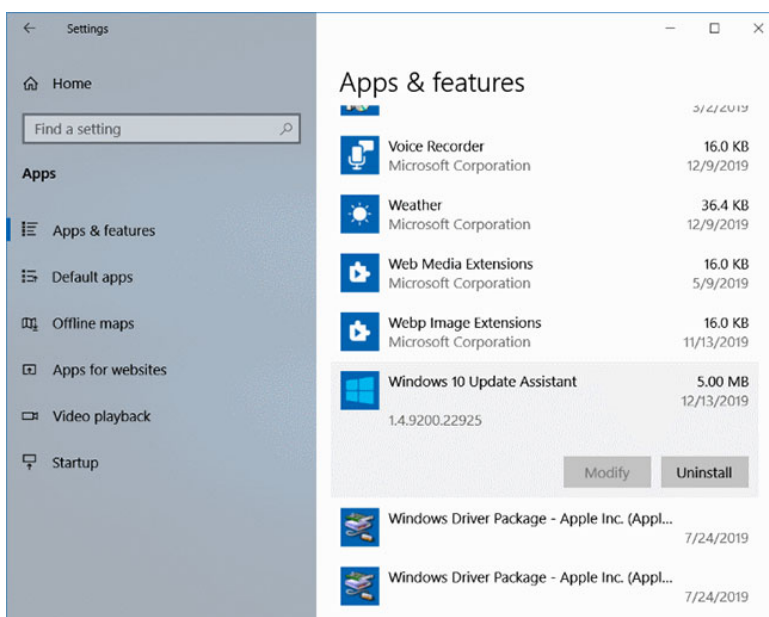 Settings
Home
Find a setting
Apps
Apps & features
Default apps
Offline maps
Apps for websites
Video playback
Startup
Apps & features
3/2/2019
Voice Recorder 16.0 KB
Microsoft Corporation 12/9/2019
Weather 36.4 KB
Microsoft Corporation 12/9/2019
Web Media Extensions 16.0 KB
Microsoft Corporation 5/9/2019
Webp Image Extensions 16.0 KB
Microsoft Corporation 11/13/2019
Windows 10 Update Assistant 5.00 MB
12/13/2019
1.4.9200.22925
Modify Uninstall
Windows Driver Package - Apple Inc. (Appl...
7/24/2019
Windows Driver Package - Apple Inc. (Appl...
7/24/2019